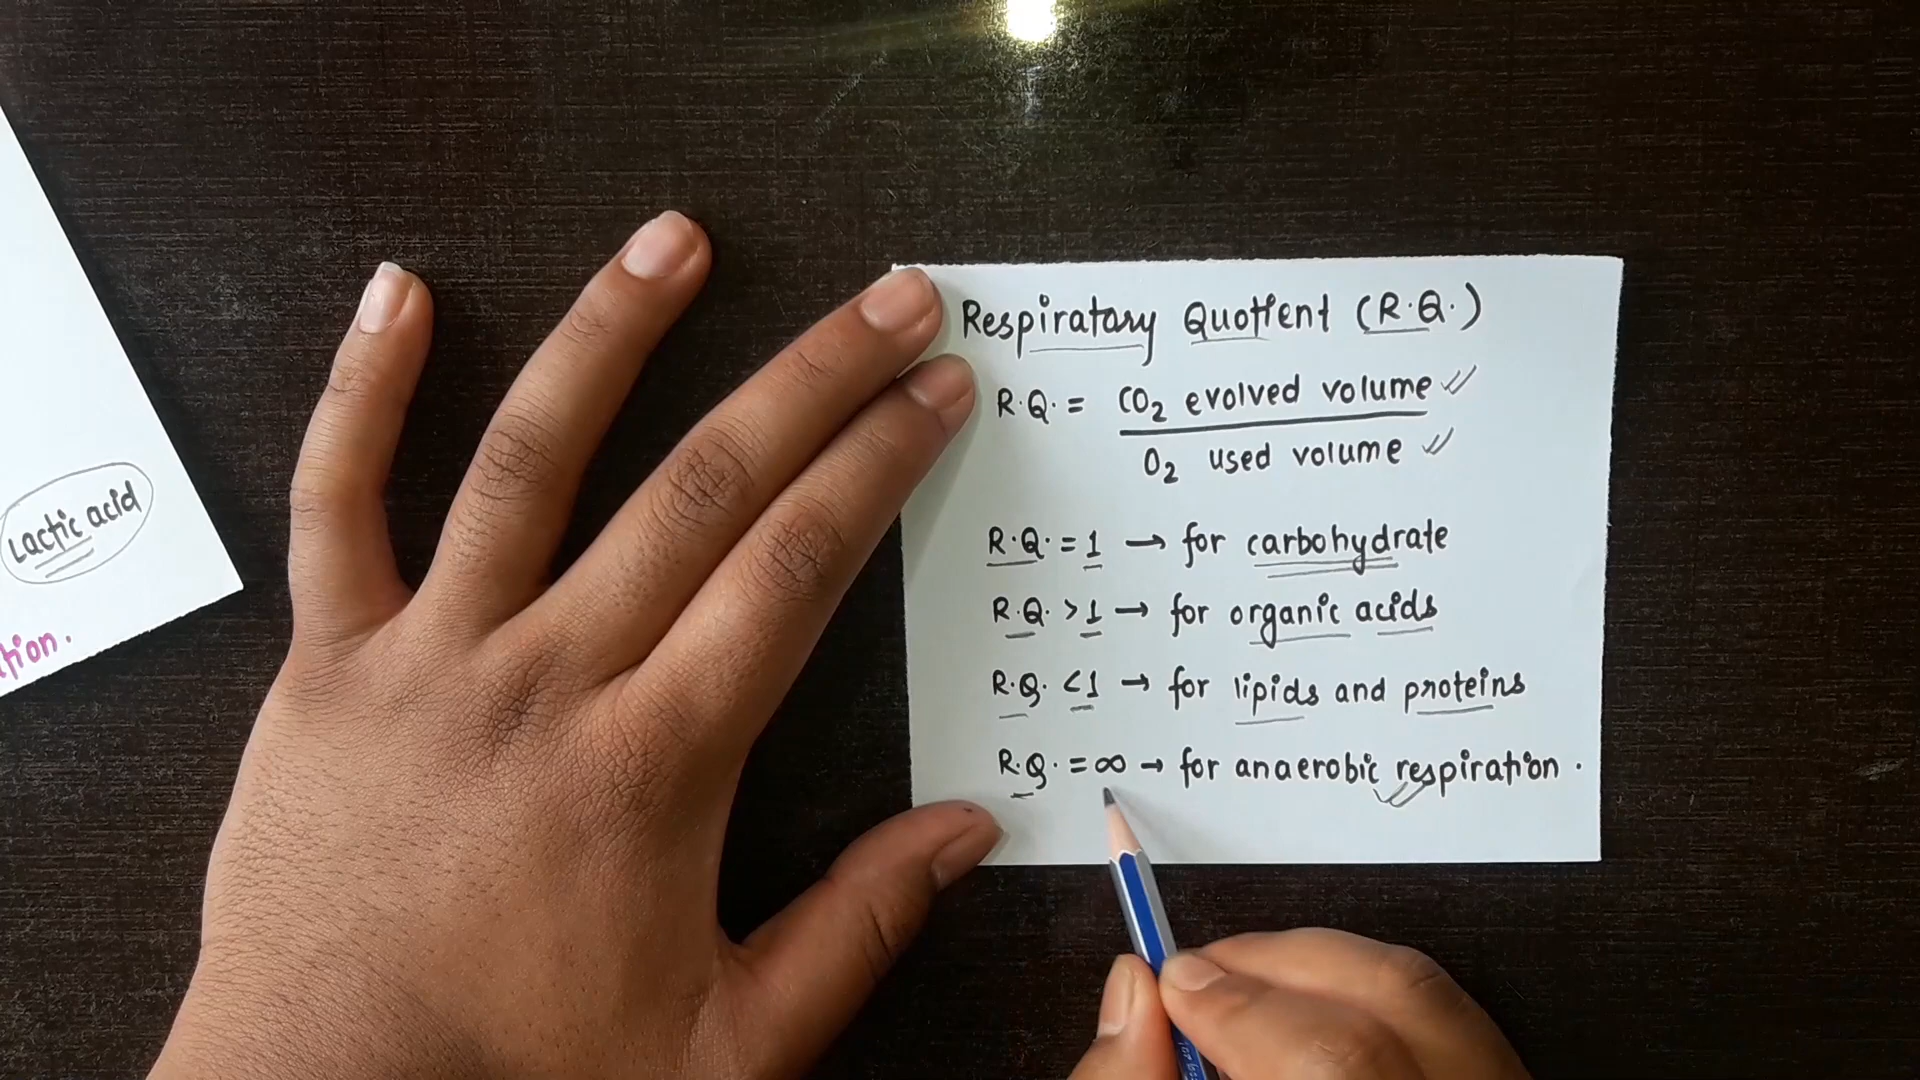 Lactic acid
tion.
Respiratory Quotient (R.Q.)
R.Q. = CO₂ evolved volume
O₂ used volume
R.Q. = 1 → for carbohydrate
R.Q. > 1 → for organic acids
R.Q. < 1 → for lipids and proteins
R.Q. = ∞ → for anaerobic respiration.